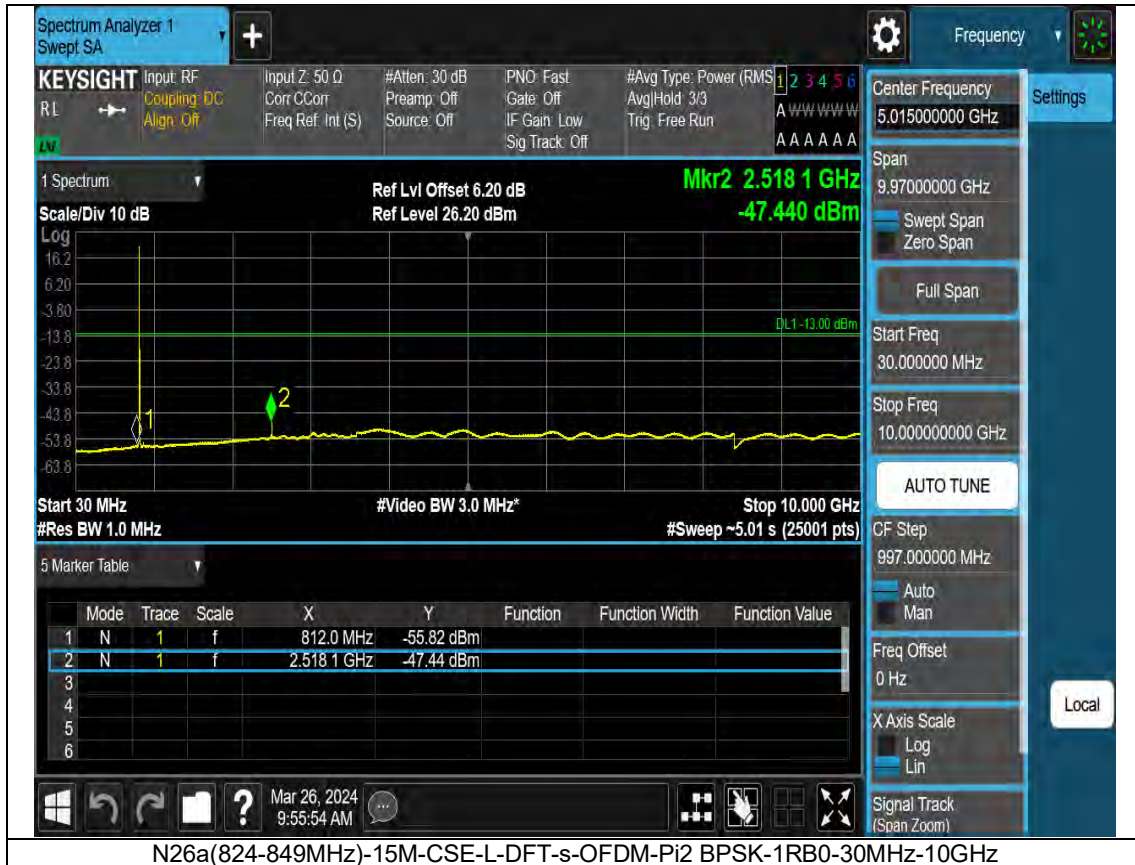 Spectrum Analyzer 1
Swept SA
Frequency
KEYSIGHT
RL
Input: RF
Coupling: DC
Align: Off
Input Z: 50 Ω
Corr CCorr
Freq Ref: Int (S)
#Atten: 30 dB
Preamp: Off
Source: Off
PNO: Fast
Gate: Off
IF Gain: Low
Sig Track: Off
#Avg Type: Power (RMS
Avg|Hold: 3/3
Trig: Free Run
1 2 3 4 5 6
A W W W W W
A A A A A A
1 Spectrum
Ref Lvl Offset 6.20 dB
Mkr2 2.518 1 GHz
Scale/Div 10 dB
Ref Level 26.20 dBm
-47.440 dBm
Log
16.2
6.20
-3.80
DL1 -13.00 dBm
-13.8
-23.8
-33.8
2
-43.8
1
-53.8
-63.8
Start 30 MHz
#Video BW 3.0 MHz*
Stop 10.000 GHz
#Res BW 1.0 MHz
#Sweep ~5.01 s (25001 pts)
5 Marker Table
Mode Trace Scale X Y Function Function Width Function Value
1 N 1 f 812.0 MHz -55.82 dBm
2 N 1 f 2.518 1 GHz -47.44 dBm
3
4
5
6
Mar 26, 2024
9:55:54 AM
Center Frequency
5.015000000 GHz
Settings
Span
9.97000000 GHz
Swept Span
Zero Span
Full Span
Start Freq
30.000000 MHz
Stop Freq
10.000000000 GHz
AUTO TUNE
CF Step
997.000000 MHz
Auto
Man
Freq Offset
0 Hz
Local
X Axis Scale
Log
Lin
Signal Track
(Span Zoom)
N26a(824-849MHz)-15M-CSE-L-DFT-s-OFDM-Pi2 BPSK-1RB0-30MHz-10GHz